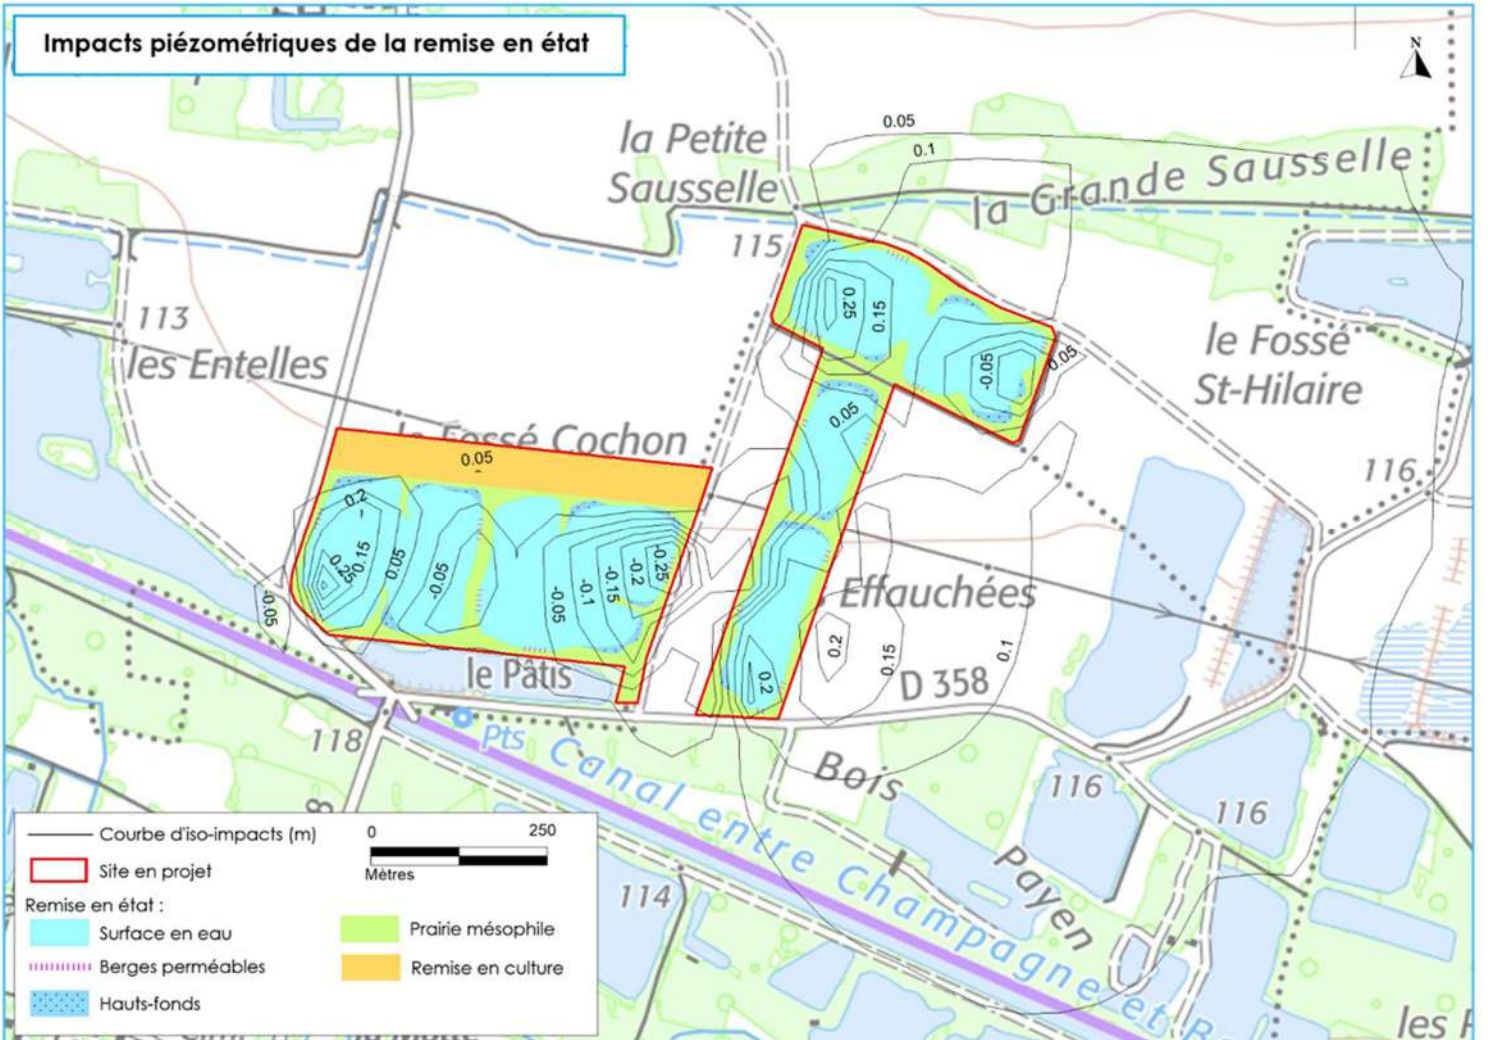 Impacts piézométriques de la remise en état
N
la Petite
Sausselle
0.05
0.1
la Grande Sausselle
115
113
les Entelles
0.25
0.15
-0.05
0.05
le Fossé
St-Hilaire
le Fossé Cochon
0.05
0.05
116
0.2
0.25
0.15
0.05
-0.05
-0.05
-0.1
-0.15
-0.2
-0.25
-0.05
Effauchées
0.2
0.15
0.1
le Pâtis
0.2
D 358
118
Pts
Canal entre Champagne et
Bois
Payen
116
116
114
8
les
Courbe d'iso-impacts (m)
0
250
Mètres
Site en projet
Remise en état :
Surface en eau
Prairie mésophile
Berges perméables
Remise en culture
Hauts-fonds